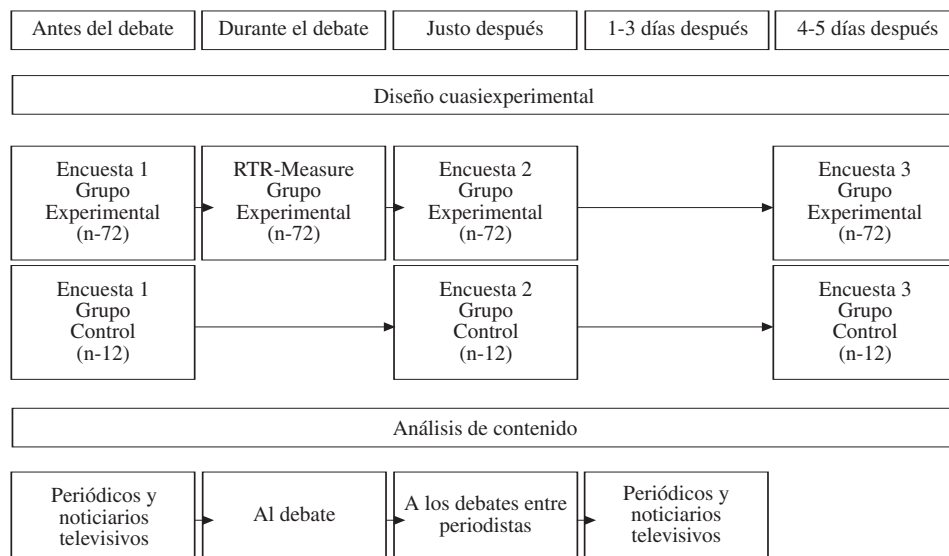 Antes del debate
Durante el debate
Justo después
1-3 días después
4-5 días después
Diseño cuasiexperimental
Encuesta 1
Grupo
Experimental
(n-72)
RTR-Measure
Grupo
Experimental
(n-72)
Encuesta 2
Grupo
Experimental
(n-72)
Encuesta 3
Grupo
Experimental
(n-72)
Encuesta 1
Grupo
Control
(n-12)
Encuesta 2
Grupo
Control
(n-12)
Encuesta 3
Grupo
Control
(n-12)
Análisis de contenido
Periódicos y
noticiarios
televisivos
Al debate
A los debates entre
periodistas
Periódicos y
noticiarios
televisivos